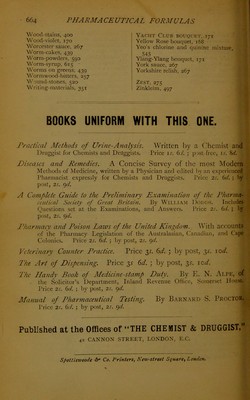 664 PHARMACEUTICAL FORMULAS
Wood-stains, 400
Wood-violet, 170
Worcester sauce, 267
Worm-cakes, 439
Worm-powders, 592
Worm-syrup, 615
Worms on greens, 439
Wormwood bitters, 257
Wound-stones, 520
Writing-materials, 351
YACHT CLUB BOUQUET, 171
Yellow Rose bouquet, 168
Yeo's chlorine and quinine mixture,
543
Ylang-Ylang bouquet, 171
York sauce, 267
Yorkshire relish, 267
ZEAT, 275
Zinkleim, 497
BOOKS UNIFORM WITH THIS ONE.
Practical Methods of Urine-Analysis. Written by a Chemist and
Druggist for Chemists and Druggists. Price 2s. 6d.; post free, 2s. 8d.
Diseases and Remedies. A Concise Survey of the most Modern
Methods of Medicine, written by a Physician and edited by an experienced
Pharmacist expressly for Chemists and Druggists. Price 2s. 6d.; by
post, 2s. 9d.
A Complete Guide to the Preliminary Examination of the Pharma-
ceutical Society of Great Britain. By WILLIAM DODDS. Includes
Questions set at the Examinations, and Answers. Price 2s. 6d.; by
post, 2s. 9d.
Pharmacy and Poison Laws of the United Kingdom. With accounts
of the Pharmacy Legislation of the Australasian, Canadian, and Cape
Colonies. Price 2s. 6d.; by post, 2s. 9d.
Veterinary Counter Practice. Price 3s. 6d.; by post, 3s. 10d.
The Art of Dispensing. Price 3s. 6d.; by post, 3s. 10d.
The Handy Book of Medicine-stamp Duty. By E. N. ALPE, of
the Solicitor's Department, Inland Revenue Office, Somerset House.
Price 2s. 6d.; by post, 2s. 9d.
Manual of Pharmaceutical Testing. By BARNARD S. PROCTOR.
Price 2s. 6d.; by post, 2s. 9d.
Published at the Offices of "THE CHEMIST & DRUGGIST,"
42 CANNON STREET, LONDON, E.C.
Spottiswoode & Co. Printers, New-street Square, London.